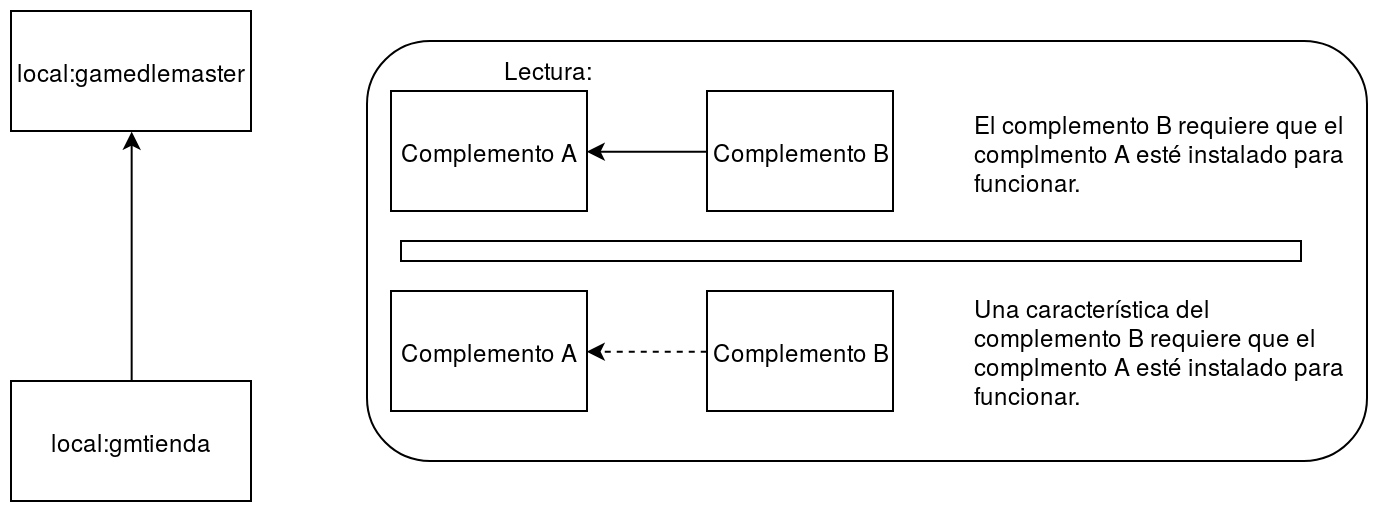 local:gamedlemaster
local:gmtienda
Lectura:
Complemento A
Complemento B
El complemento B requiere que el
complmento A esté instalado para
funcionar.
Complemento A
Complemento B
Una característica del
complemento B requiere que el
complmento A esté instalado para
funcionar.